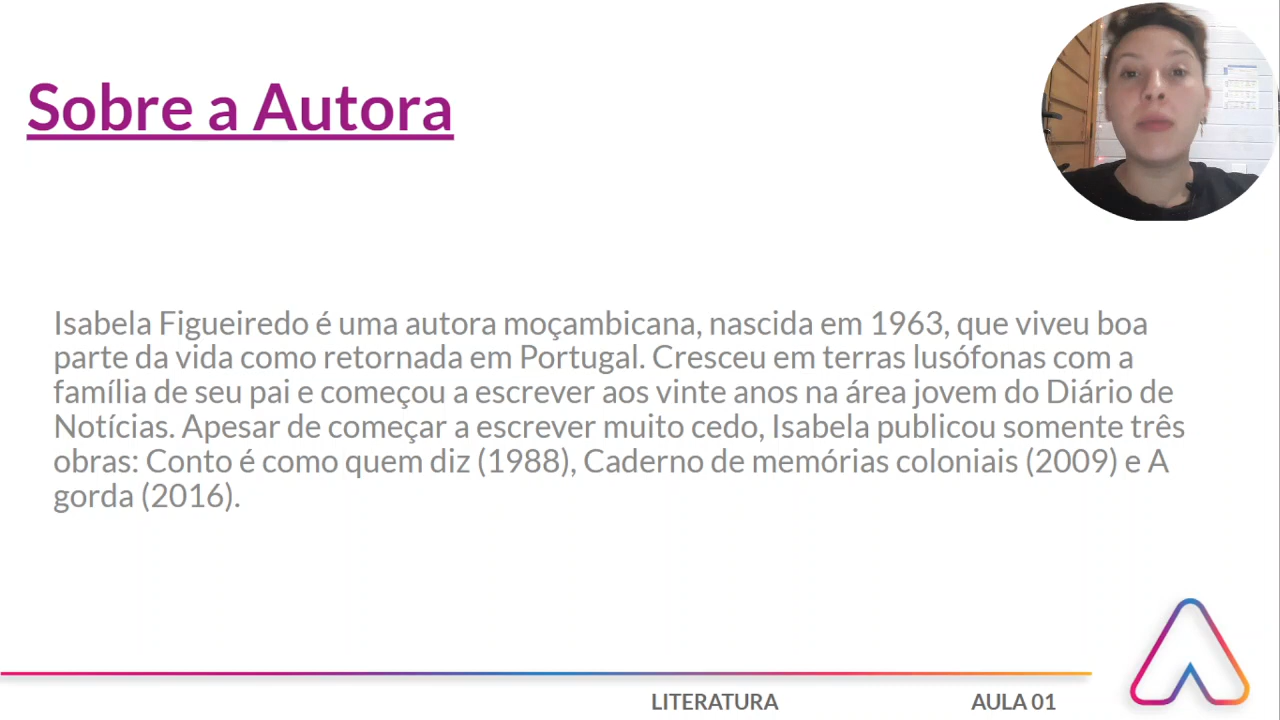 Sobre a Autora
Isabela Figueiredo é uma autora moçambicana, nascida em 1963, que viveu boa
parte da vida como retornada em Portugal. Cresceu em terras lusófonas com a
família de seu pai e começou a escrever aos vinte anos na área jovem do Diário de
Notícias. Apesar de começar a escrever muito cedo, Isabela publicou somente três
obras: Conto é como quem diz (1988), Caderno de memórias coloniais (2009) e A
gorda (2016).
LITERATURA
AULA 01